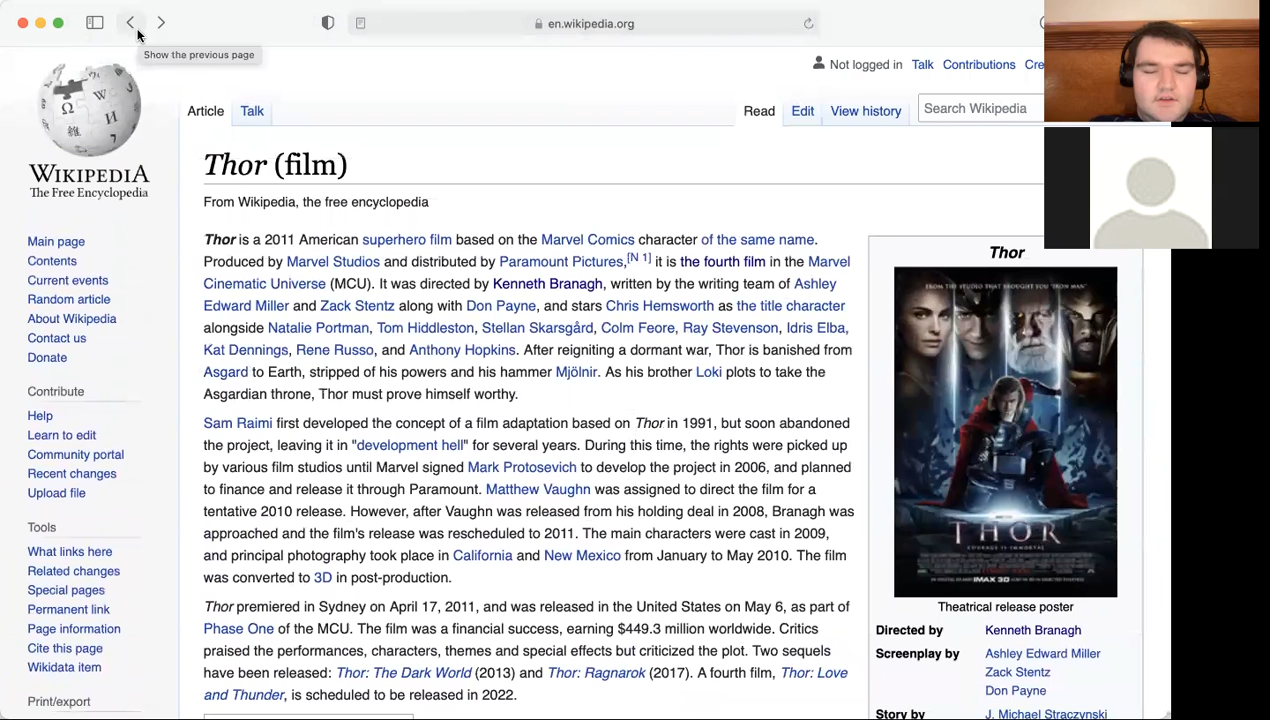 en.wikipedia.org
Show the previous page
Not logged in Talk Contributions Cre
Article Talk Read Edit View history Search Wikipedia
WIKIPEDIA
The Free Encyclopedia
Main page
Contents
Current events
Random article
About Wikipedia
Contact us
Donate
Contribute
Help
Learn to edit
Community portal
Recent changes
Upload file
Tools
What links here
Related changes
Special pages
Permanent link
Page information
Cite this page
Wikidata item
Print/export
Thor (film)
From Wikipedia, the free encyclopedia
Thor is a 2011 American superhero film based on the Marvel Comics character of the same name.
Produced by Marvel Studios and distributed by Paramount Pictures,[N 1] it is the fourth film in the Marvel
Cinematic Universe (MCU). It was directed by Kenneth Branagh, written by the writing team of Ashley
Edward Miller and Zack Stentz along with Don Payne, and stars Chris Hemsworth as the title character
alongside Natalie Portman, Tom Hiddleston, Stellan Skarsgård, Colm Feore, Ray Stevenson, Idris Elba,
Kat Dennings, Rene Russo, and Anthony Hopkins. After reigniting a dormant war, Thor is banished from
Asgard to Earth, stripped of his powers and his hammer Mjölnir. As his brother Loki plots to take the
Asgardian throne, Thor must prove himself worthy.
Sam Raimi first developed the concept of a film adaptation based on Thor in 1991, but soon abandoned
the project, leaving it in "development hell" for several years. During this time, the rights were picked up
by various film studios until Marvel signed Mark Protosevich to develop the project in 2006, and planned
to finance and release it through Paramount. Matthew Vaughn was assigned to direct the film for a
tentative 2010 release. However, after Vaughn was released from his holding deal in 2008, Branagh was
approached and the film's release was rescheduled to 2011. The main characters were cast in 2009,
and principal photography took place in California and New Mexico from January to May 2010. The film
was converted to 3D in post-production.
Thor premiered in Sydney on April 17, 2011, and was released in the United States on May 6, as part of
Phase One of the MCU. The film was a financial success, earning $449.3 million worldwide. Critics
praised the performances, characters, themes and special effects but criticized the plot. Two sequels
have been released: Thor: The Dark World (2013) and Thor: Ragnarok (2017). A fourth film, Thor: Love
and Thunder, is scheduled to be released in 2022.
Thor
FROM THE STUDIO THAT BROUGHT YOU "IRON MAN"
THOR
COURAGE IS IMMORTAL
IMAX 3D
Theatrical release poster
Directed by Kenneth Branagh
Screenplay by Ashley Edward Miller
Zack Stentz
Don Payne
Story by J. Michael Straczynski